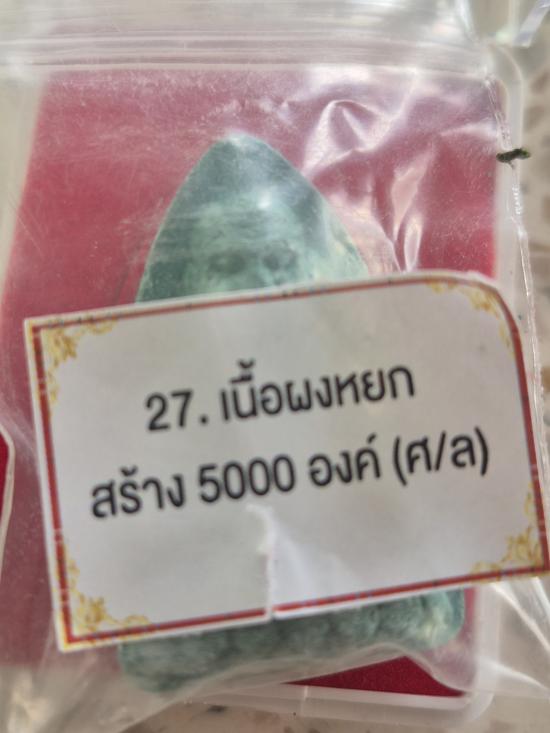 27. เนื้อผงหยก
สร้าง 5000 องค์ (ศ/ล)